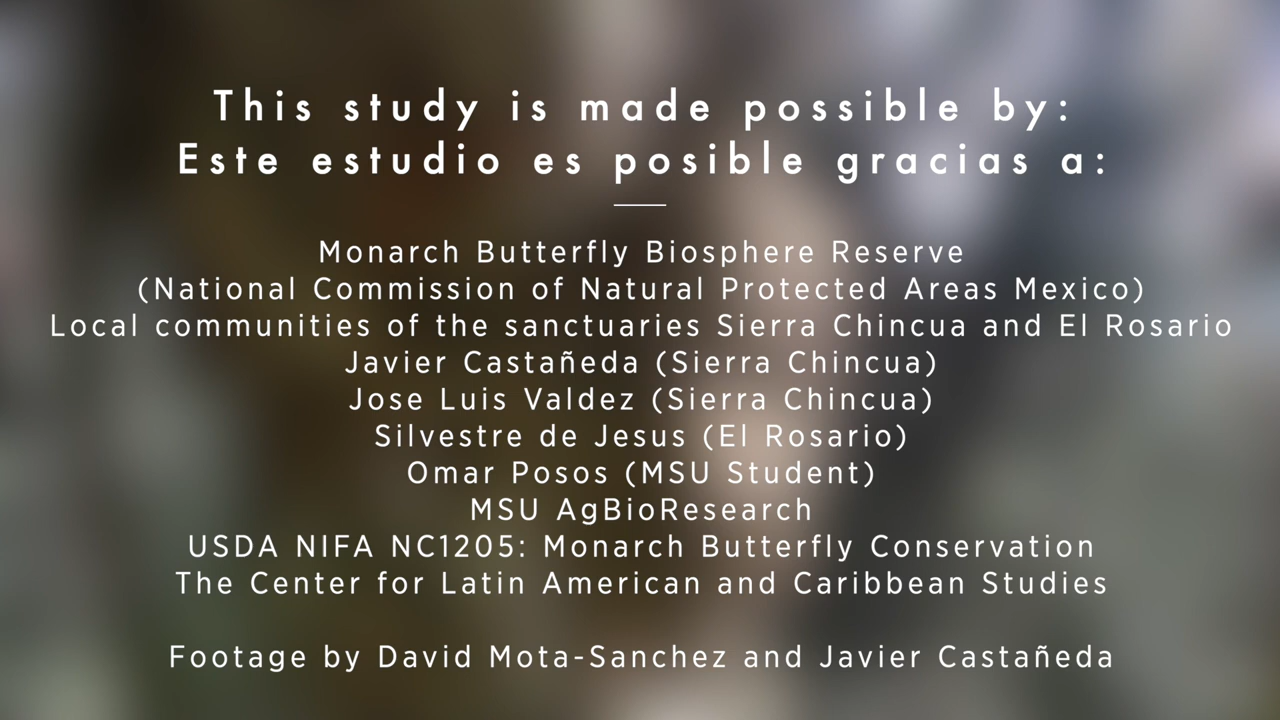 This study is made possible by:
Este estudio es posible gracias a:
Monarch Butterfly Biosphere Reserve
(National Commission of Natural Protected Areas Mexico)
Local communities of the sanctuaries Sierra Chincua and El Rosario
Javier Castañeda (Sierra Chincua)
Jose Luis Valdez (Sierra Chincua)
Silvestre de Jesus (El Rosario)
Omar Posos (MSU Student)
MSU AgBioResearch
USDA NIFA NC1205: Monarch Butterfly Conservation
The Center for Latin American and Caribbean Studies
Footage by David Mota-Sanchez and Javier Castañeda